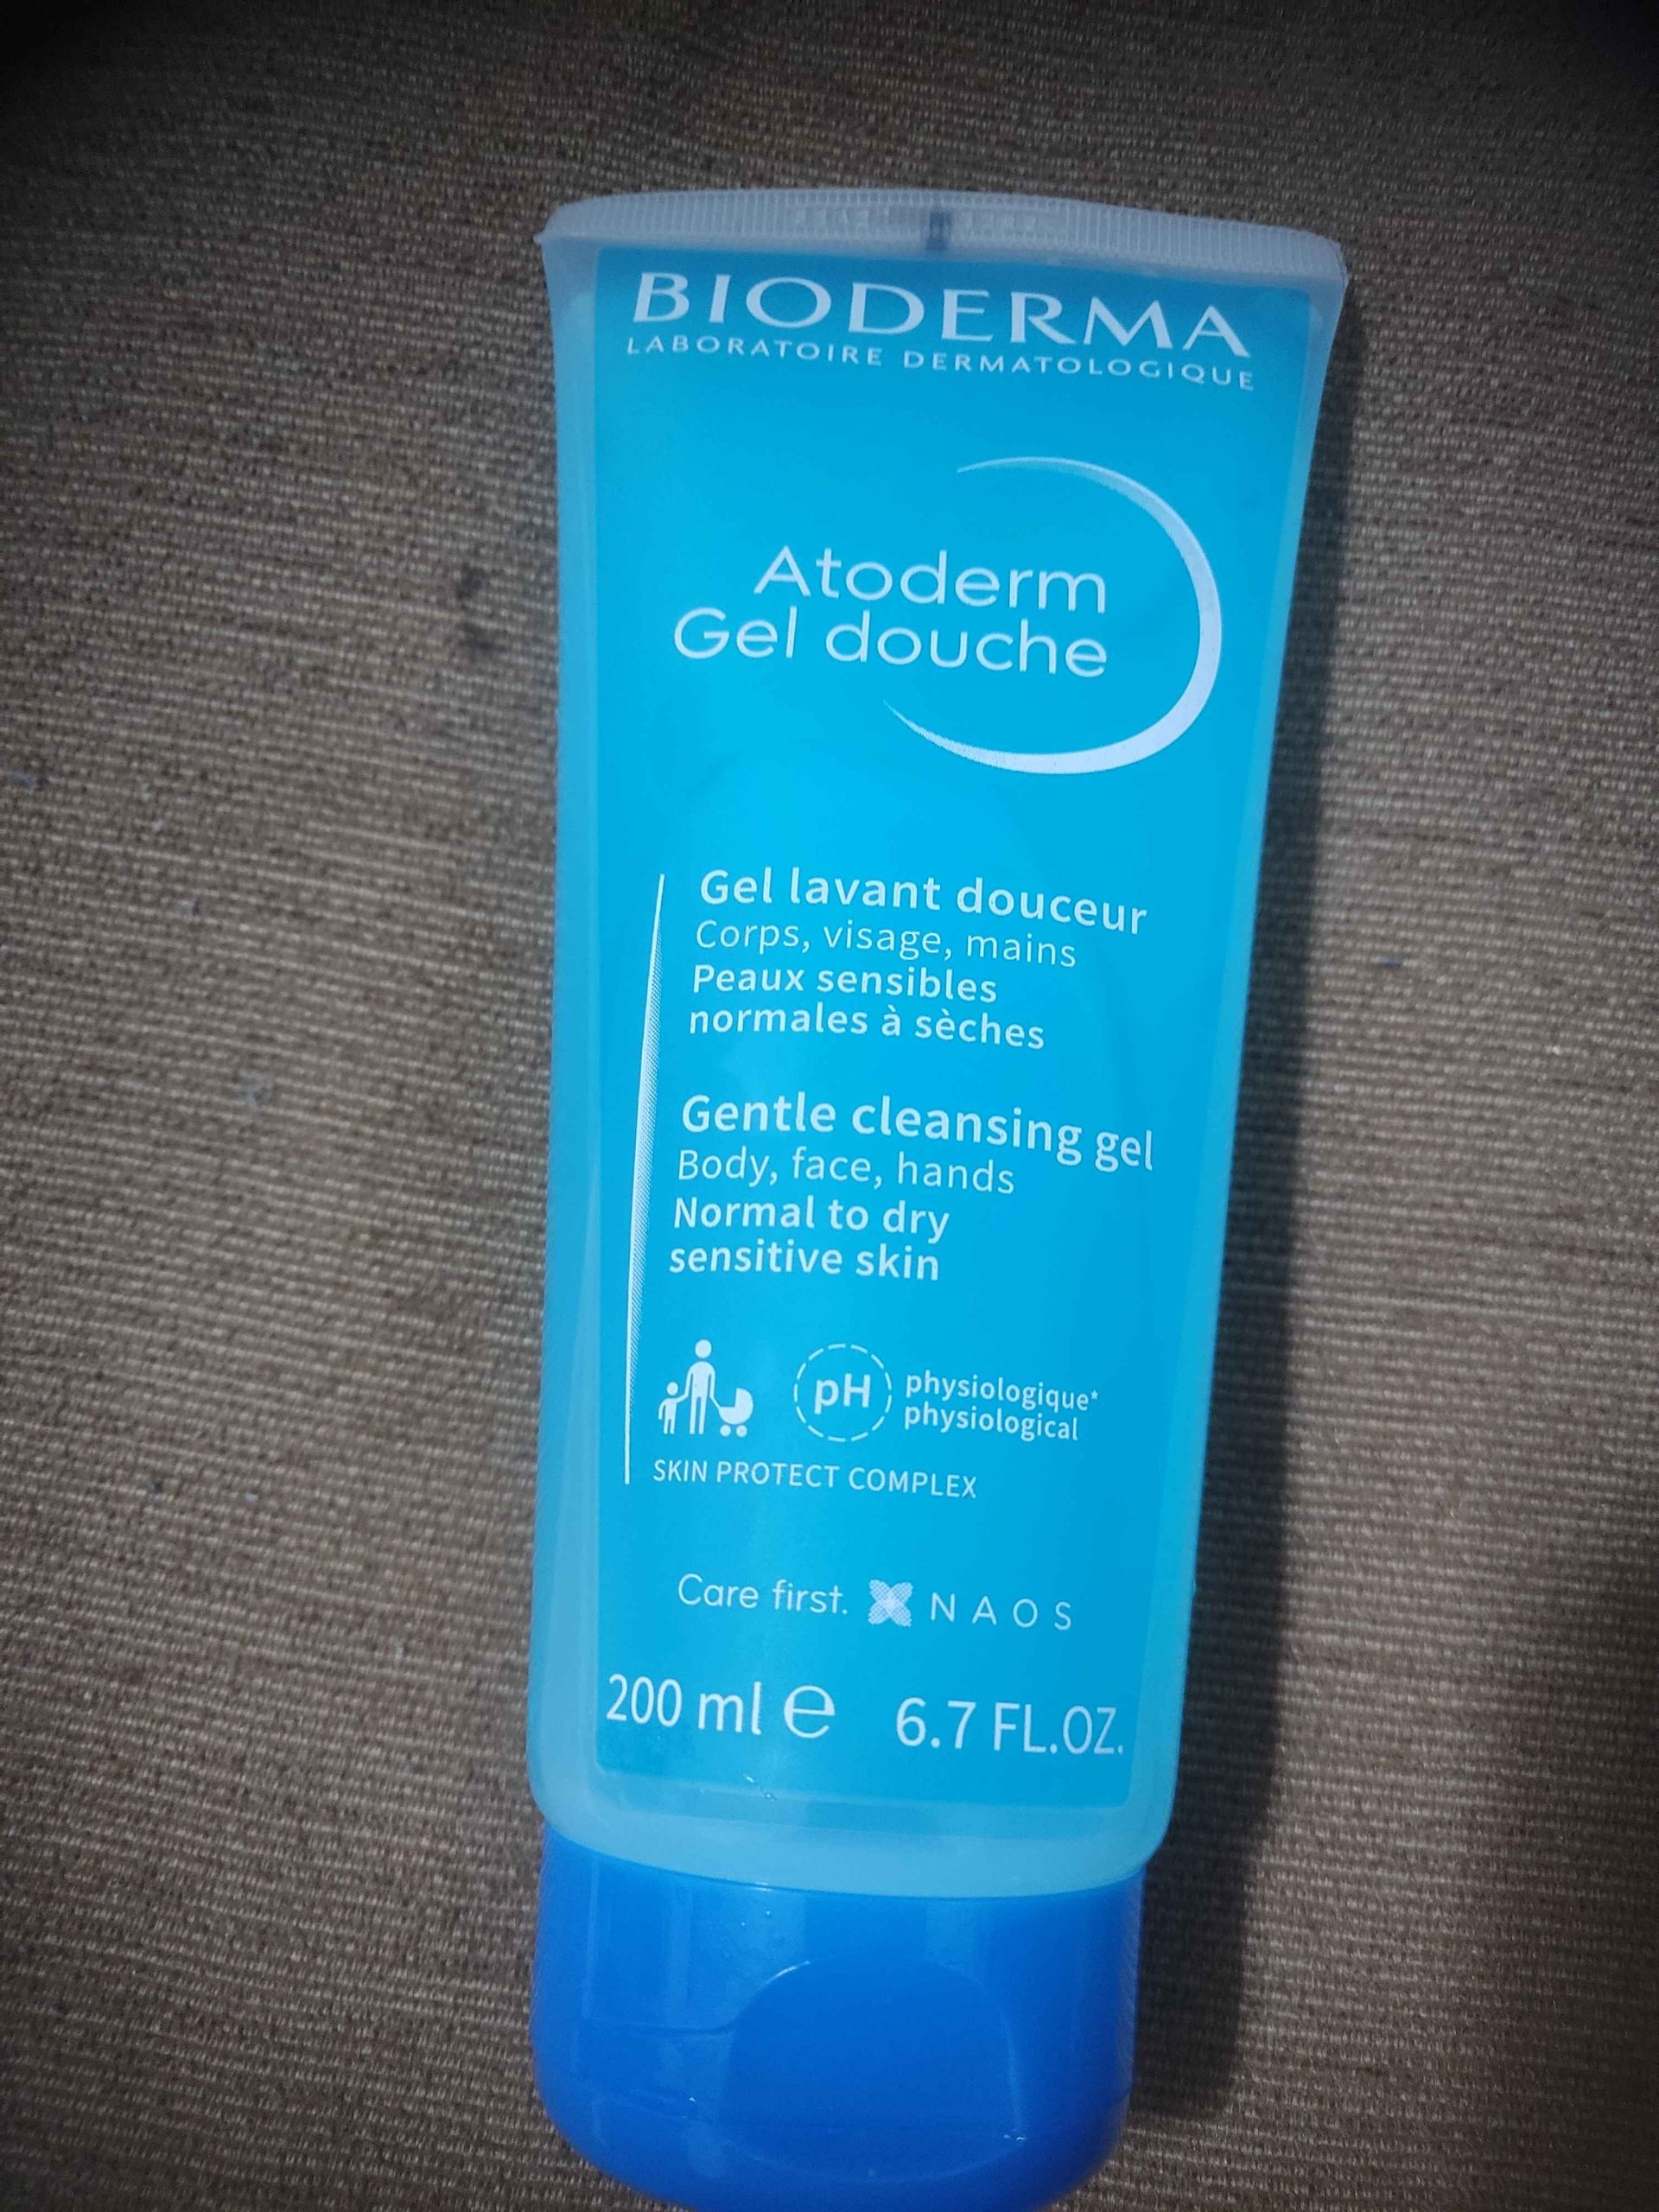 BIODERMA
LABORATOIRE DERMATOLOGIQUE
Atoderm
Gel douche
Gel lavant douceur
Corps, visage, mains
Peaux sensibles
normales à sèches
Gentle cleansing gel
Body, face, hands
Normal to dry
sensitive skin
pH physiologique*
physiological
SKIN PROTECT COMPLEX
Care first. NAOS
200 ml e 6.7 FL.OZ.